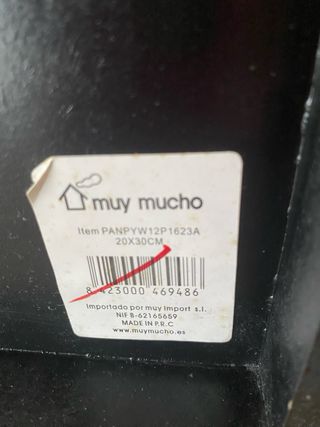 muy mucho
Item PANPYW12P1623A
20X30CM
8 423000 469486
Importado por muy Import s.l.
NIF B-62165659
MADE IN P.R.C
www.muymucho.es